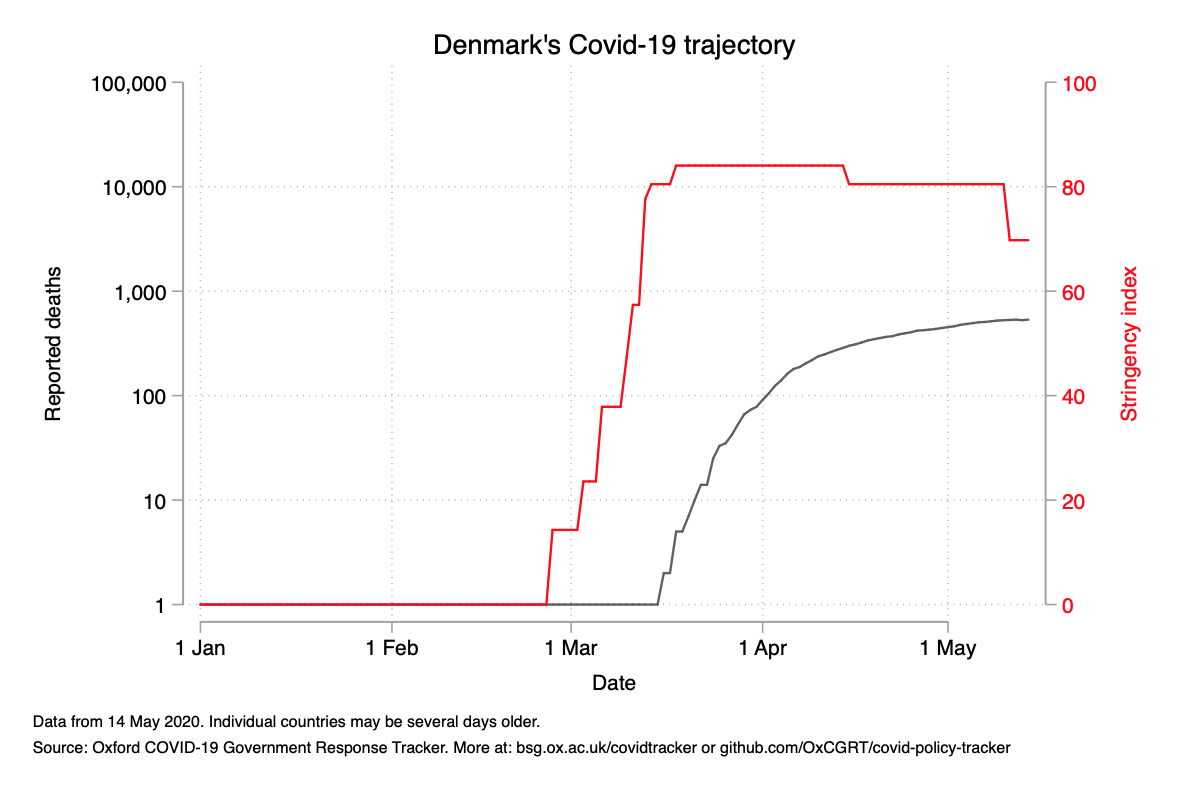 Denmark's Covid-19 trajectory
100,000
10,000
1,000
100
10
1
Reported deaths
100
80
60
40
20
0
Stringency index
1 Jan
1 Feb
1 Mar
1 Apr
1 May
Date
Data from 14 May 2020. Individual countries may be several days older.
Source: Oxford COVID-19 Government Response Tracker. More at: bsg.ox.ac.uk/covidtracker or github.com/OxCGRT/covid-policy-tracker